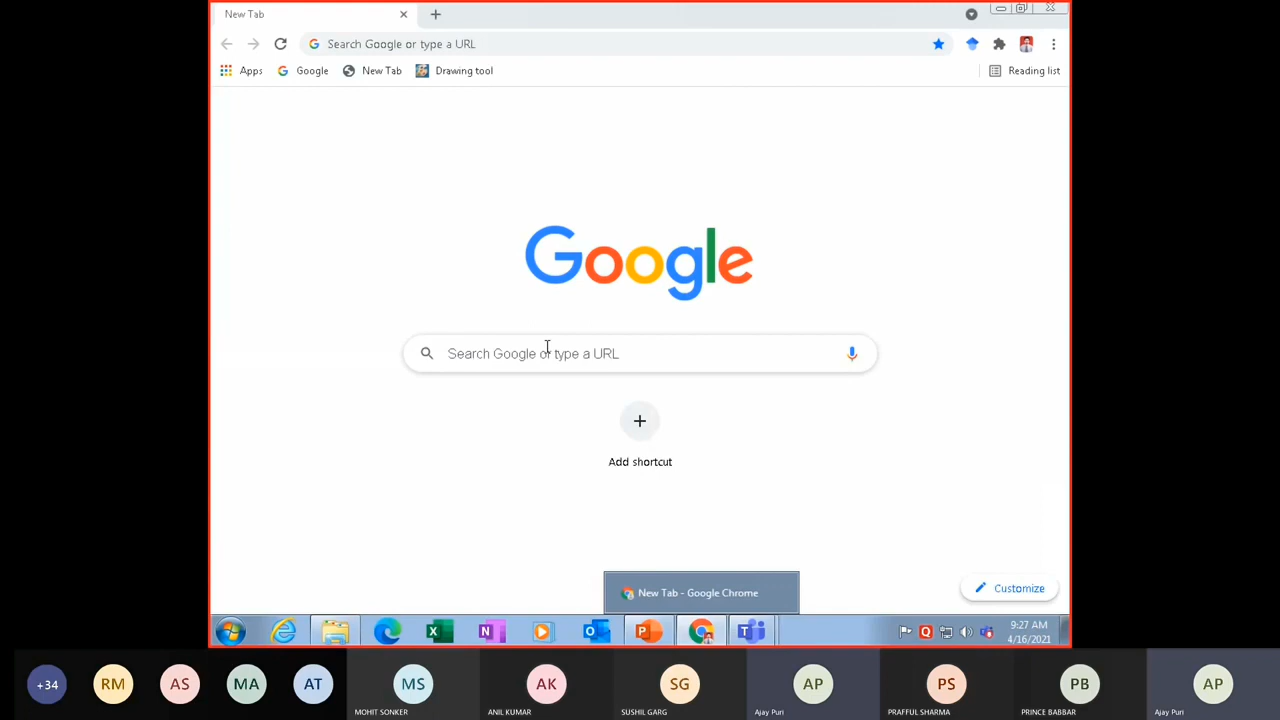 New Tab
Search Google or type a URL
Apps
Google
New Tab
Drawing tool
Reading list
Google
Search Google or type a URL
Add shortcut
New Tab - Google Chrome
Customize
9:27 AM
4/16/2021
+34
RM
AS
MA
AT
MS
MOHIT SONKER
AK
ANIL KUMAR
SG
SUSHIL GARG
AP
Ajay Puri
PS
PRAFFUL SHARMA
PB
PRINCE BABBAR
AP
Ajay Puri